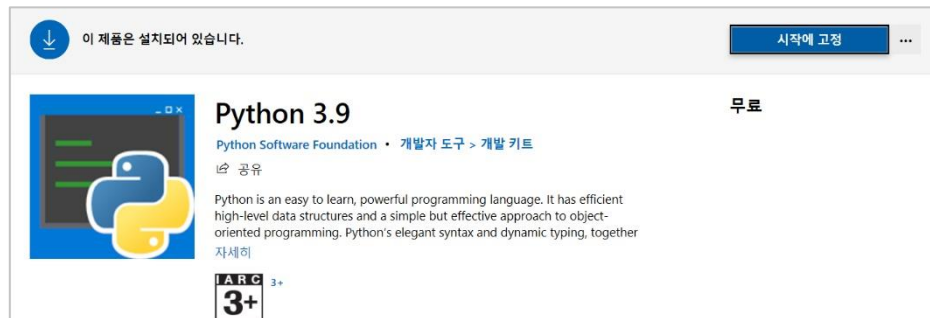 이 제품은 설치되어 있습니다.
시작에 고정
...
Python 3.9
무료
Python Software Foundation • 개발자 도구 > 개발 키트
공유
Python is an easy to learn, powerful programming language. It has efficient
high-level data structures and a simple but effective approach to object-
oriented programming. Python's elegant syntax and dynamic typing, together
자세히
IARC
3+
3+